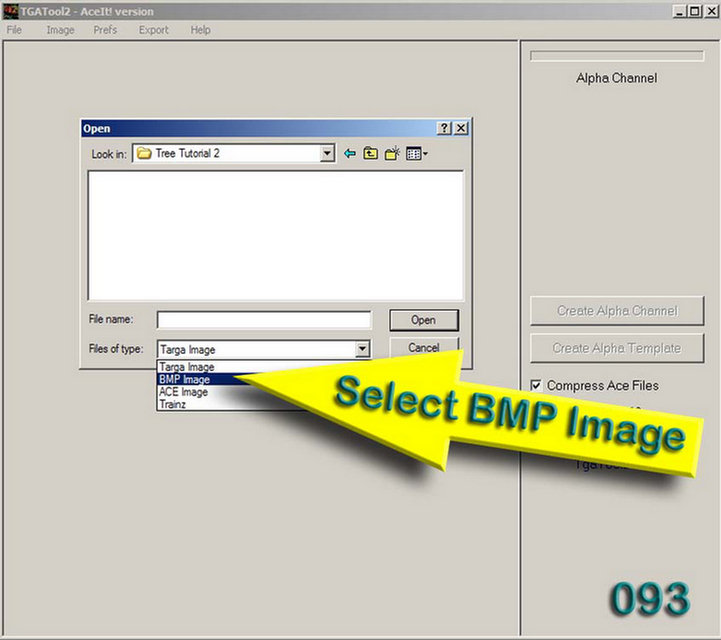 TGATool2 - AceIt! version
File Image Prefs Export Help
Alpha Channel
Open
Look in: Tree Tutorial 2
File name:
Open
Files of type: Targa Image
Cancel
Targa Image
BMP Image
ACE Image
Trainz
Create Alpha Channel
Create Alpha Template
Compress Ace Files
Select BMP Image
093